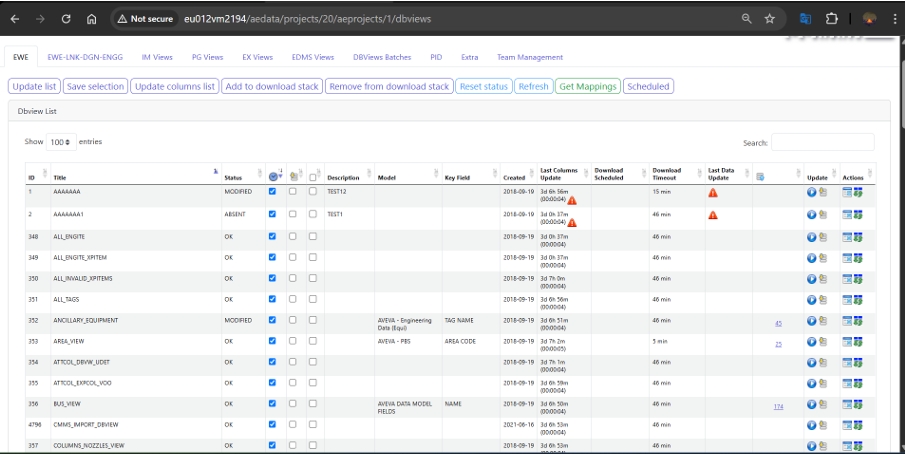 Not secure eu012vm2194/aedata/projects/20/aeprojects/1/dbviews
EWE EWE-LNK-DGN-ENGG IM Views PG Views EX Views EDMS Views DBViews Batches PID Extra Team Management
Update list Save selection Update columns list Add to download stack Remove from download stack Reset status Refresh Get Mappings Scheduled
Dbview List
Show 100 entries Search:
ID Title Status Description Model Key Field Created Last Columns Update Download Scheduled Download Timeout Last Data Update Update Actions
1 AAAAAAA MODIFIED TEST12 2018-09-19 3d 6h 56m (00:00:04) 15 min
2 AAAAAAA1 ABSENT TEST1 2018-09-19 3d 0h 37m (00:00:04) 46 min
348 ALL_ENGITE OK 2018-09-19 3d 0h 37m (00:00:04) 46 min
349 ALL_ENGITE_XPITEM OK 2018-09-19 3d 0h 37m (00:00:04) 46 min
350 ALL_INVALID_XPITEMS OK 2018-09-19 3d 7h 0m (00:00:04) 46 min
351 ALL_TAGS OK 2018-09-19 3d 6h 56m (00:00:04) 46 min
352 ANCILLARY_EQUIPMENT MODIFIED AVEVA - Engineering Data (Equi) TAG NAME 2018-09-19 3d 6h 51m (00:00:04) 46 min 45
353 AREA_VIEW OK AVEVA - PBS AREA CODE 2018-09-19 3d 7h 2m (00:00:05) 5 min 25
354 ATTCOL_DBVW_UDET OK 2018-09-19 3d 7h 1m (00:00:04) 46 min
355 ATTCOL_EXPCOL_VOO OK 2018-09-19 3d 6h 59m (00:00:04) 46 min
356 BUS_VIEW OK AVEVA DATA MODEL FIELDS NAME 2018-09-19 3d 6h 50m (00:00:04) 46 min 174
4796 CMMS_IMPORT_DBVIEW OK 2021-06-16 3d 6h 53m (00:00:04) 46 min
357 COLUMNS_NOZZLES_VIEW OK 2018-09-19 3d 6h 53m 46 min